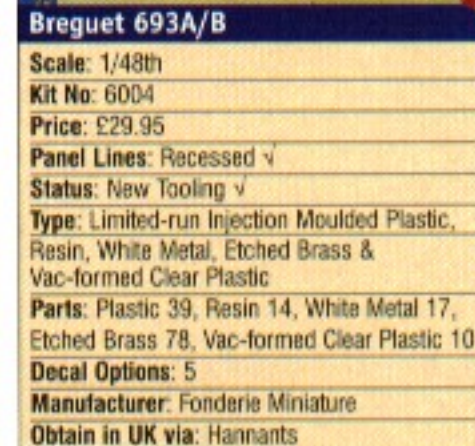 Breguet 693A/B
Scale: 1/48th
Kit No: 6004
Price: £29.95
Panel Lines: Recessed √
Status: New Tooling √
Type: Limited-run Injection Moulded Plastic,
Resin, White Metal, Etched Brass &
Vac-formed Clear Plastic
Parts: Plastic 39, Resin 14, White Metal 17,
Etched Brass 78, Vac-formed Clear Plastic 10
Decal Options: 5
Manufacturer: Fonderie Miniature
Obtain in UK via: Hannants